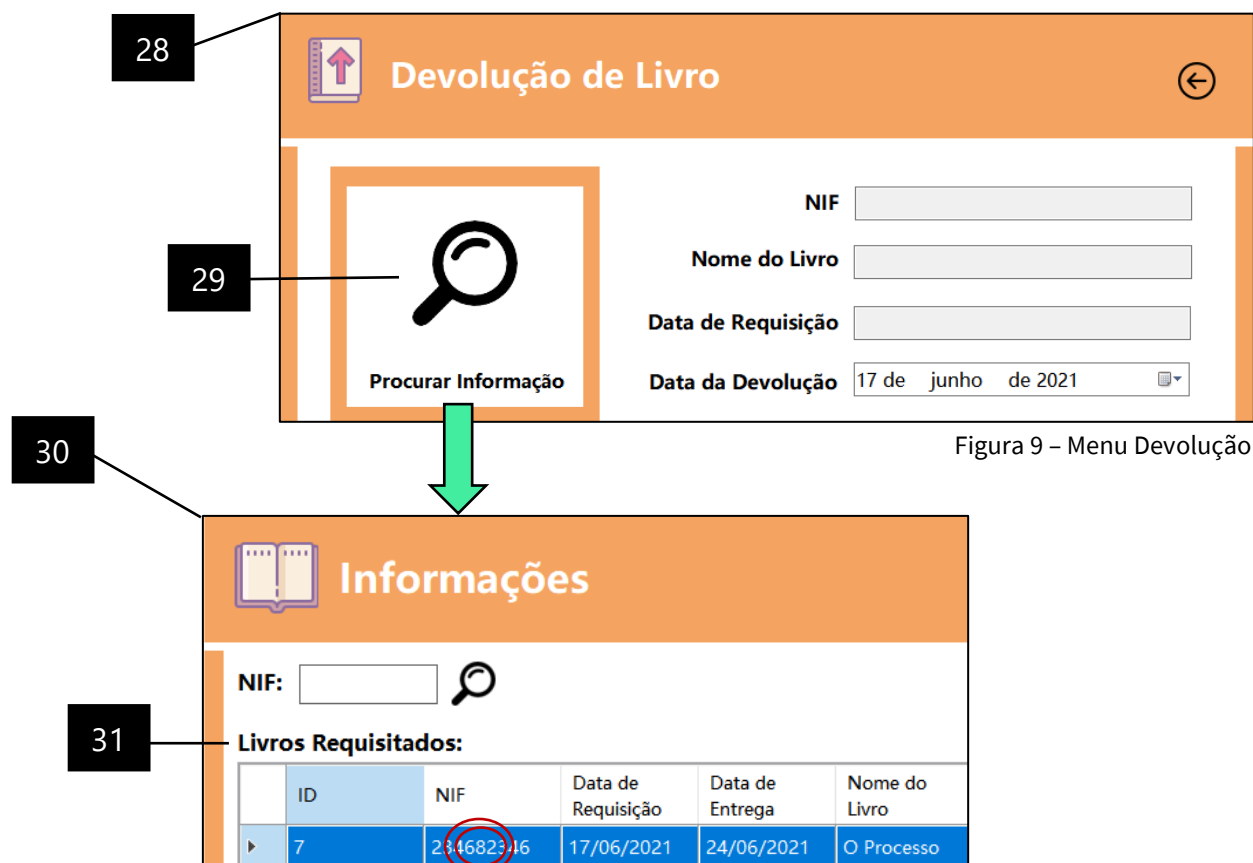 28
Devolução de Livro
NIF
29
Nome do Livro
Data de Requisição
Procurar Informação
Data da Devolução 17 de junho de 2021
30
Figura 9 – Menu Devolução
Informações
NIF:
31
Livros Requisitados:
ID NIF Data de Requisição Data de Entrega Nome do Livro
7 284682346 17/06/2021 24/06/2021 O Processo